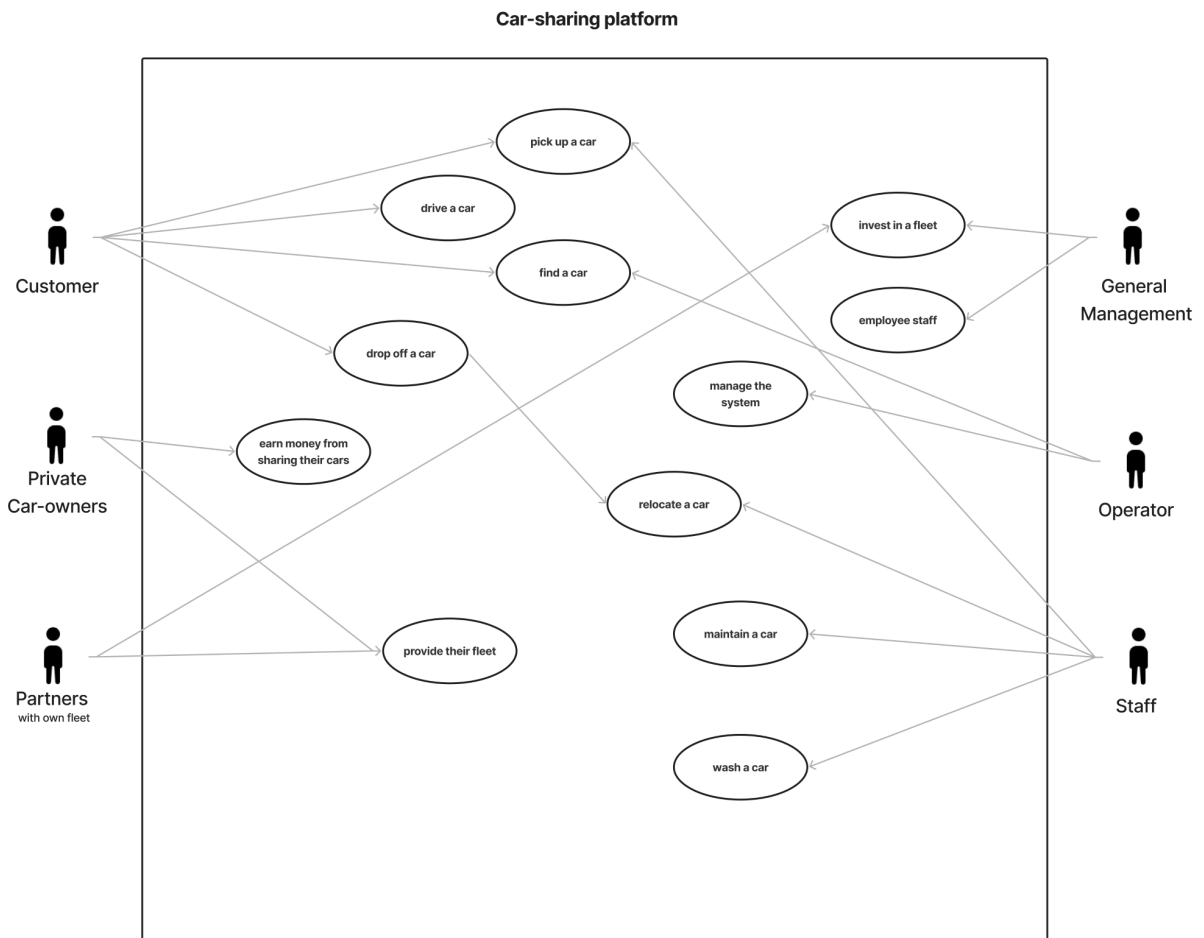 Car-sharing platform
pick up a car
drive a car
invest in a fleet
find a car
Customer
General
Management
employee staff
drop off a car
manage the
system
earn money from
sharing their cars
Private
Car-owners
relocate a car
Operator
maintain a car
provide their fleet
Partners
with own fleet
Staff
wash a car